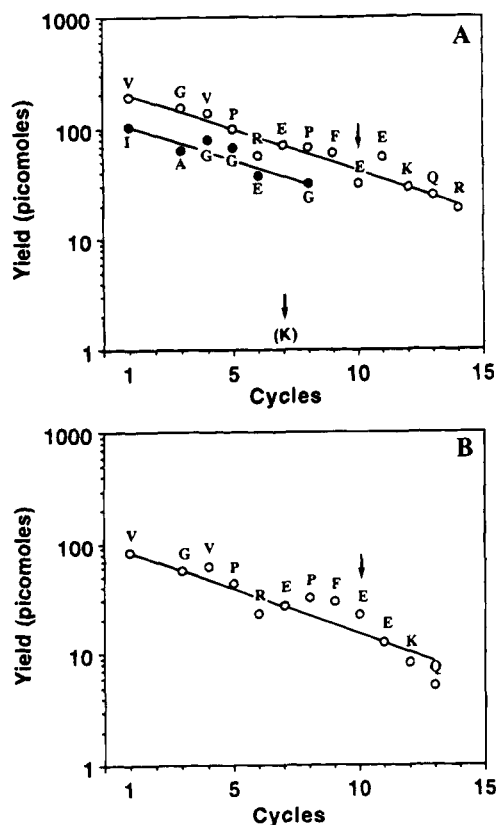 A
1000
100
10
1
Yield (picomoles)
V G V P R E P F E E K Q R
I A G G E G
(K)
1 5 10 15
Cycles
B
1000
100
10
1
Yield (picomoles)
V G V P R E P F E E K Q
1 5 10 15
Cycles